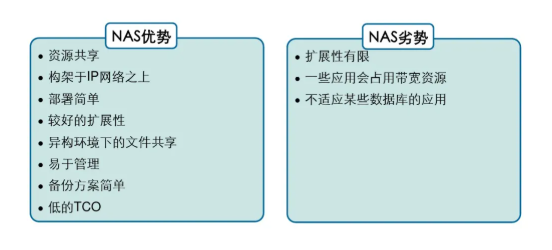 NAS优势
• 资源共享
• 构架于IP网络之上
• 部署简单
• 较好的扩展性
• 异构环境下的文件共享
• 易于管理
• 备份方案简单
• 低的TCO
NAS劣势
• 扩展性有限
• 一些应用会占用带宽资源
• 不适应某些数据库的应用